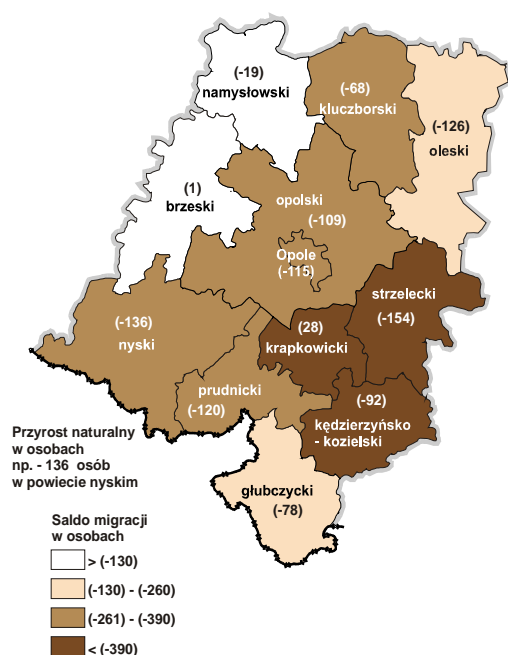 (-19)
namysłowski
(-68)
kluczborski
(-126)
oleski
(1)
brzeski
opolski
(-109)
Opole
(-115)
strzelecki
(-154)
(-136)
nyski
(28)
krapkowicki
prudnicki
(-120)
(-92)
kędzierzyńsko
- kozielski
Przyrost naturalny
w osobach
np. - 136 osób
w powiecie nyskim
głubczycki
(-78)
Saldo migracji
w osobach
> (-130)
(-130) - (-260)
(-261) - (-390)
< (-390)